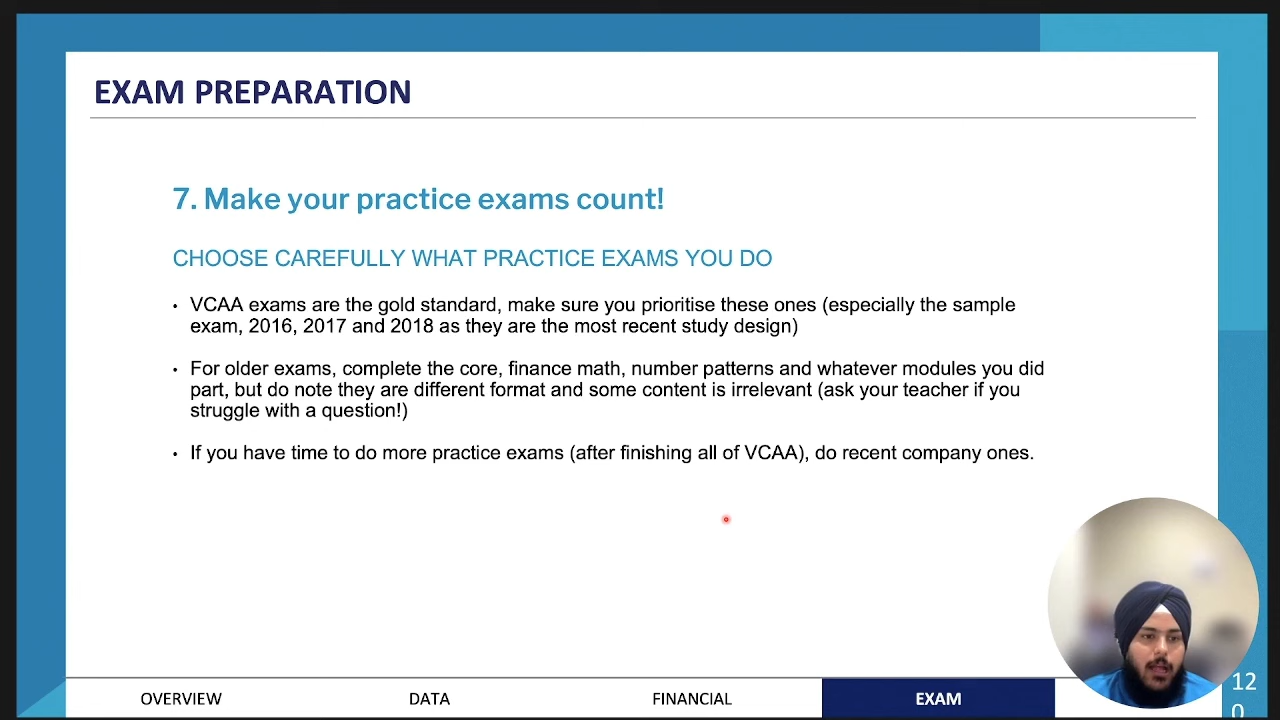 EXAM PREPARATION
7. Make your practice exams count!
CHOOSE CAREFULLY WHAT PRACTICE EXAMS YOU DO
• VCAA exams are the gold standard, make sure you prioritise these ones (especially the sample
exam, 2016, 2017 and 2018 as they are the most recent study design)
• For older exams, complete the core, finance math, number patterns and whatever modules you did
part, but do note they are different format and some content is irrelevant (ask your teacher if you
struggle with a question!)
• If you have time to do more practice exams (after finishing all of VCAA), do recent company ones.
OVERVIEW DATA FINANCIAL EXAM
12
0